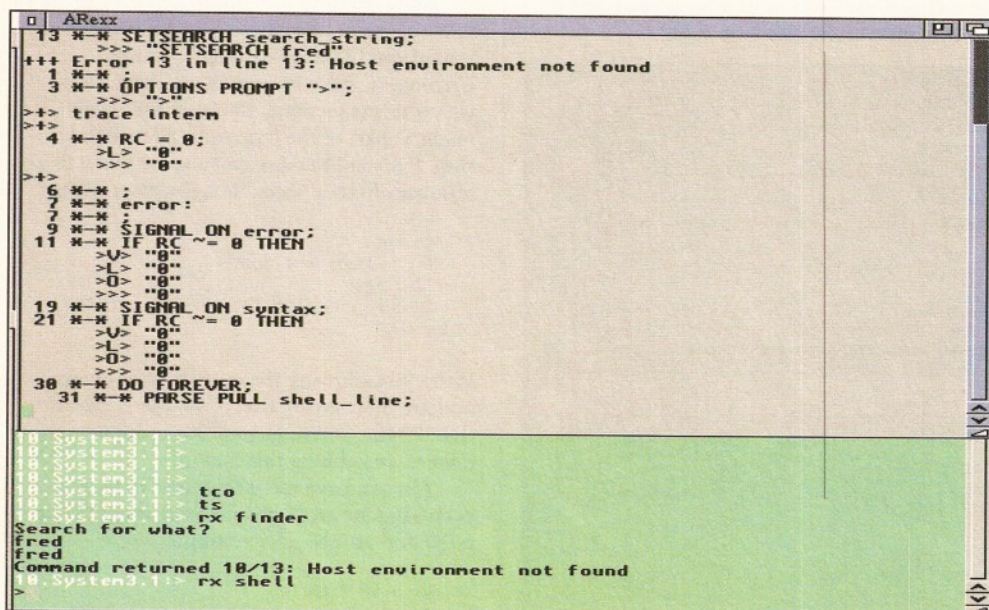 ARexx
13 *-* SETSEARCH search_string;
>>> "SETSEARCH fred"
+++ Error 13 in line 13: Host environment not found
1 *-* ;
3 *-* OPTIONS PROMPT ">";
>>> ">"
>+> trace interm
>+>
4 *-* RC = 0;
>L> "0"
>>> "0"
>+>
6 *-* ;
7 *-* error:
7 *-* ;
9 *-* SIGNAL ON error;
11 *-* IF RC ~= 0 THEN
>V> "0"
>L> "0"
>O> "0"
>>> "0"
19 *-* SIGNAL ON syntax;
21 *-* IF RC ~= 0 THEN
>V> "0"
>L> "0"
>O> "0"
>>> "0"
30 *-* DO FOREVER;
31 *-* PARSE PULL shell_line;
10.System3.1:>
10.System3.1:>
10.System3.1:>
10.System3.1:> tco
10.System3.1:> ts
10.System3.1:> rx finder
Search for what?
fred
fred
Command returned 10/13: Host environment not found
10.System3.1:> rx shell
>